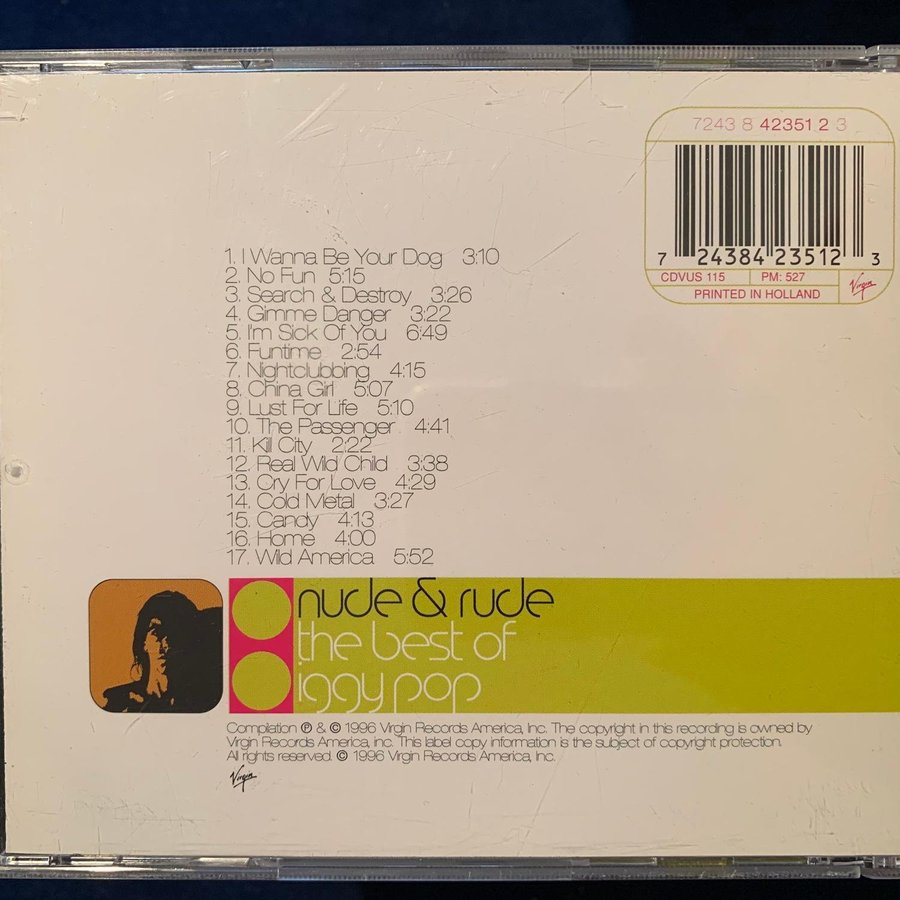 7243 8 42351 2 3
7 24384 23512 3
CDVUS 115 PM: 527
PRINTED IN HOLLAND
Virgin
1. I Wanna Be Your Dog 3:10
2. No Fun 5:15
3. Search & Destroy 3:26
4. Gimme Danger 3:22
5. I'm Sick Of You 6:49
6. Funtime 2:54
7. Nightclubbing 4:15
8. China Girl 5:07
9. Lust For Life 5:10
10. The Passenger 4:41
11. Kill City 2:22
12. Real Wild Child 3:38
13. Cry For Love 4:29
14. Cold Metal 3:27
15. Candy 4:13
16. Home 4:00
17. Wild America 5:52
nude & rude
the best of
iggy pop
Compilation ℗ & © 1996 Virgin Records America, Inc. The copyright in this recording is owned by
Virgin Records America, inc. This label copy information is the subject of copyright protection.
All rights reserved. © 1996 Virgin Records America, Inc.
Virgin